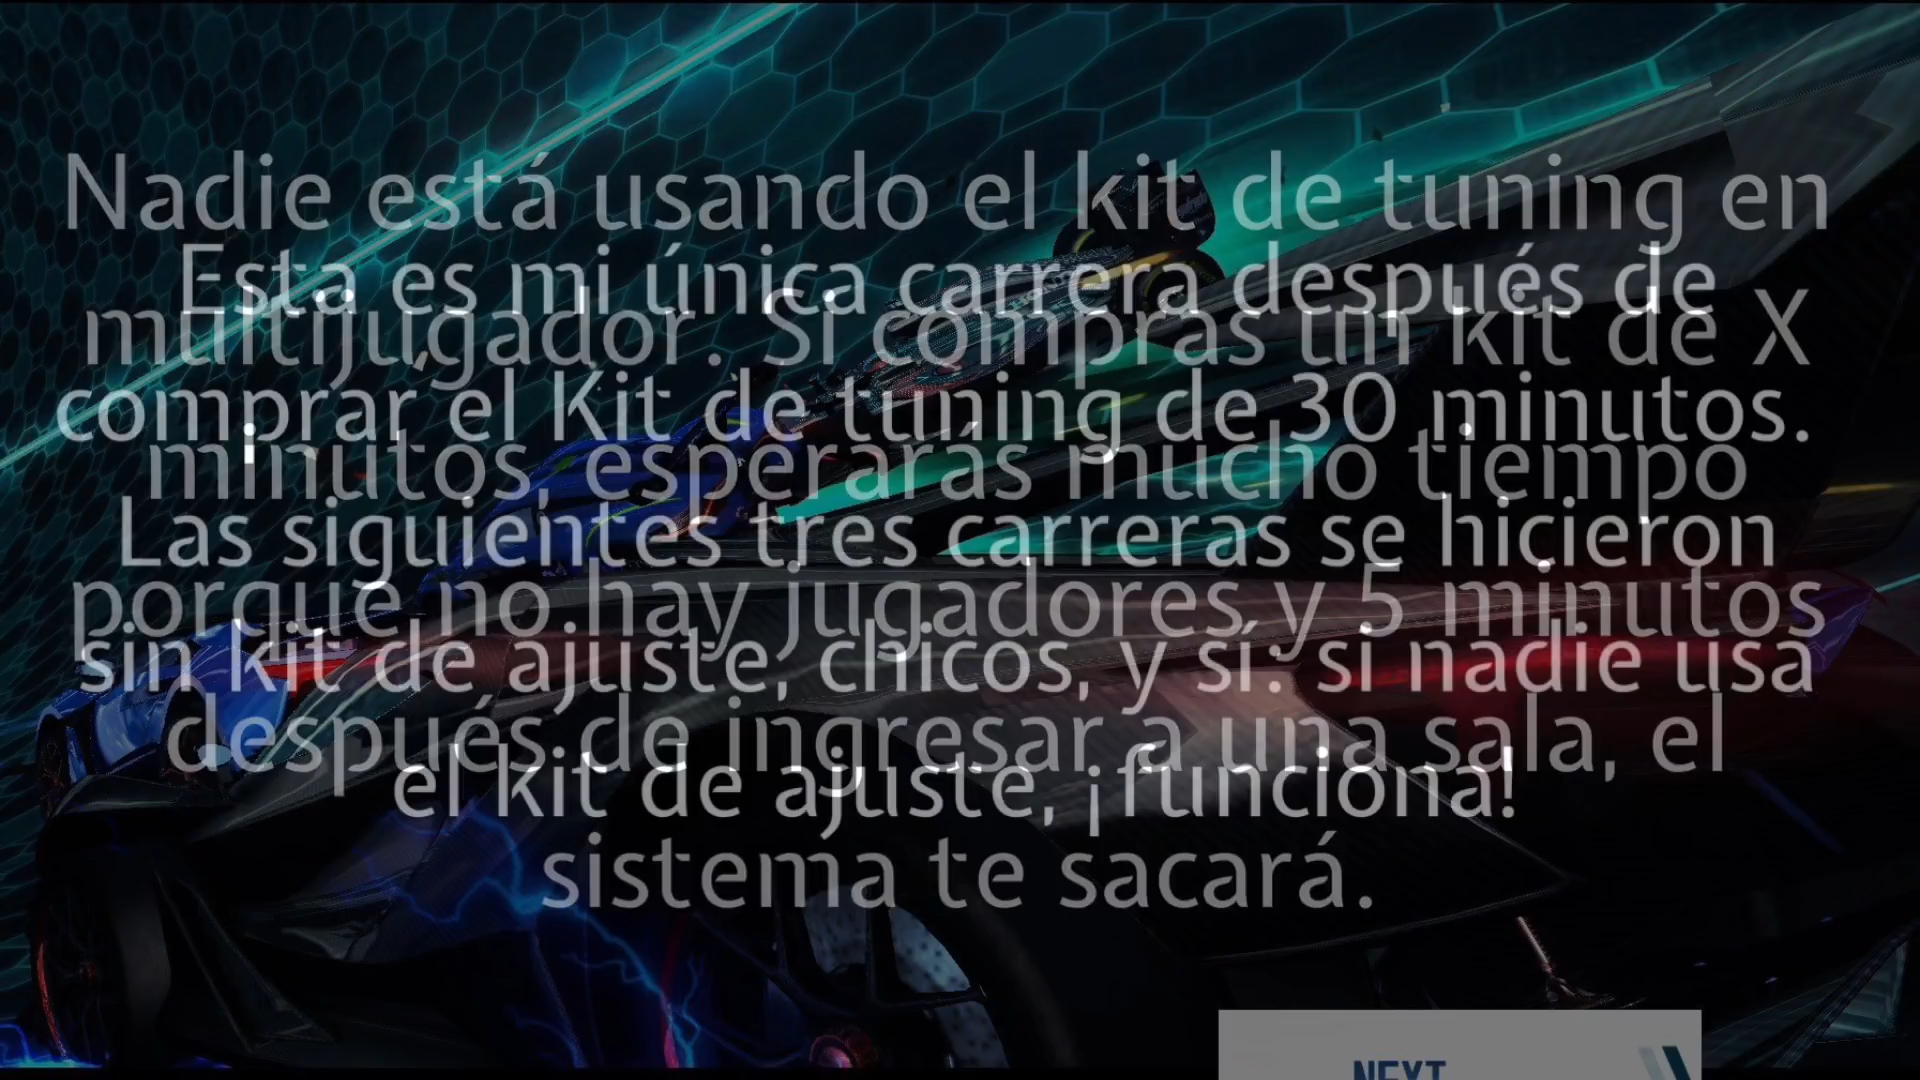 Nadie está usando el kit de tuning en
multijugador. Si compras un kit de X
minutos, esperarás mucho tiempo
porque no hay jugadores y 5 minutos
después de ingresar a una sala, el
sistema te sacará.
Esta es mi única carrera después de
comprar el Kit de tuning de 30 minutos.
Las siguientes tres carreras se hicieron
sin kit de ajuste, chicos, y sí: si nadie usa
el kit de ajuste, ¡funciona!
NEXT